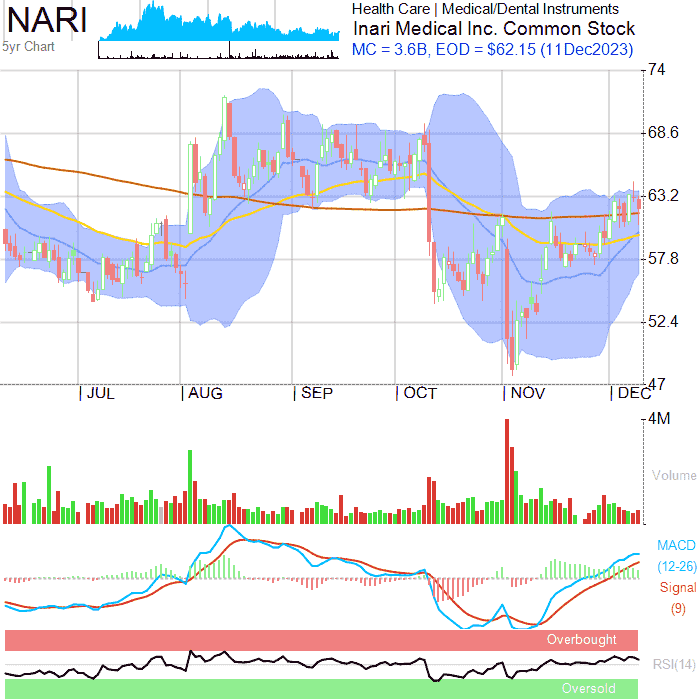 NARI
5yr Chart
Health Care | Medical/Dental Instruments
Inari Medical Inc. Common Stock
MC = 3.6B, EOD = $62.15 (11Dec2023)
74
68.6
63.2
57.8
52.4
47
JUL AUG SEP OCT NOV DEC
4M
Volume
MACD
(12-26)
Signal
(9)
Overbought
RSI(14)
Oversold